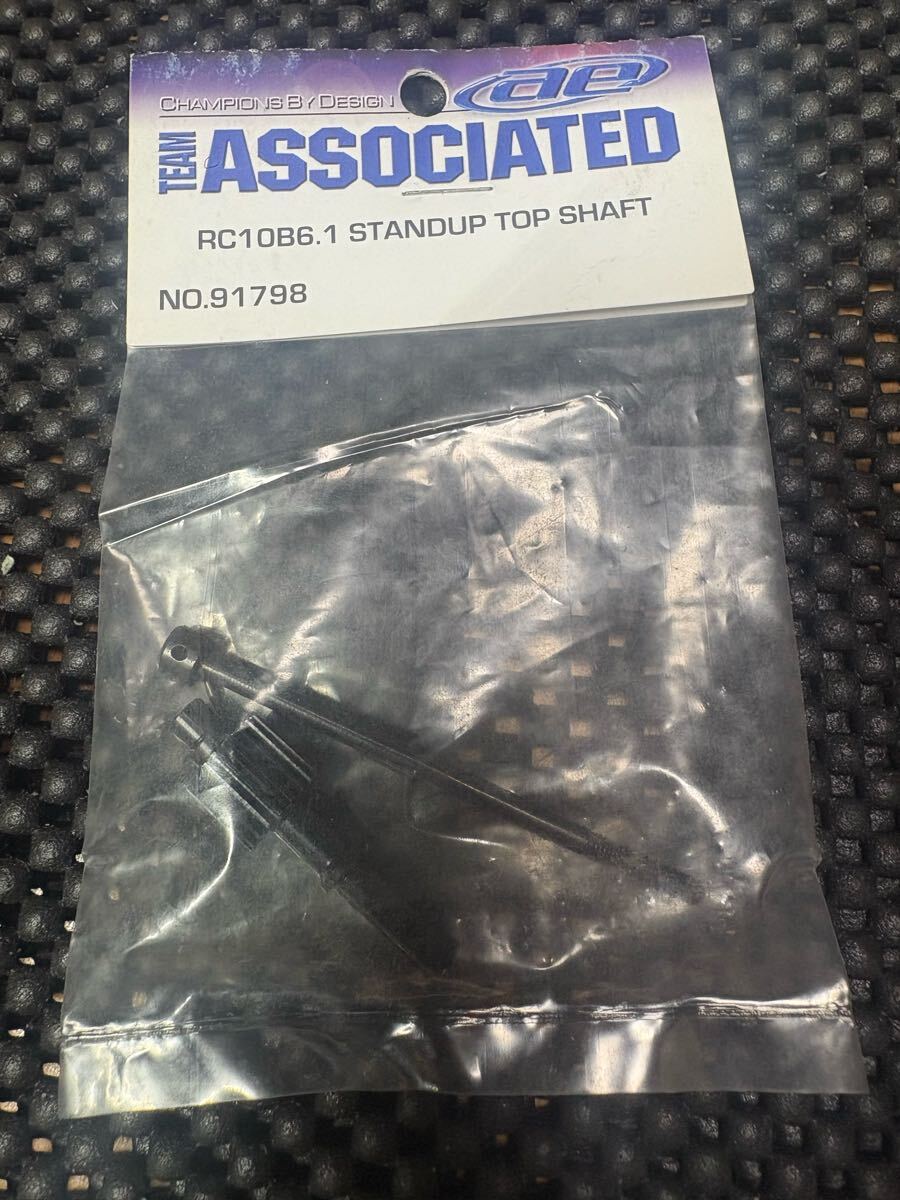 CHAMPIONS BY DESIGN
ae
TEAM
ASSOCIATED
RC10B6.1 STANDUP TOP SHAFT
NO.91798